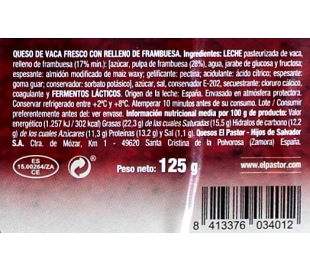 QUESO DE VACA FRESCO CON RELLENO DE FRAMBUESA. Ingredientes: LECHE pasteurizada de vaca,
relleno de frambuesa (17% min.): [azúcar, pulpa de frambuesa (28%), agua, jarabe de glucosa y fructosa;
espesante: almidón modificado de maiz waxy; gelificante: pectina; acidulante: ácido cítrico; espesante:
goma guar; conservante: sorbato potásico], azúcar, sal, conservador E-202, secuestrante: cloruro cálcico,
coagulante y FERMENTOS LÁCTICOS. Origen de la leche: España. Envasado en atmósfera protectora.
Conservar refrigerado entre +2°C y +8°C. Atemperar 10 minutos antes de su consumo. Lote / Consumir
preferentemente antes del: ver envase. Información nutricional media por 100 g de producto: Valor
energético (1.257 kJ / 302 kcal) Grasas (22,3 g) de las cuales Saturadas (15,5 g) Hidratos de carbono (12,2
g) de los cuales Azúcares (11,3 g) Proteínas (13,2 g) y Sal (1,1 g). Quesos El Pastor - Hijos de Salvador
S.A. Ctra. de Mózar, Km 1 - 49620 Santa Cristina de la Polvorosa (Zamora) España.
ES
15.00264/ZA
CE
Peso neto: 125 g
www.elpastor.com
8 413376 034012